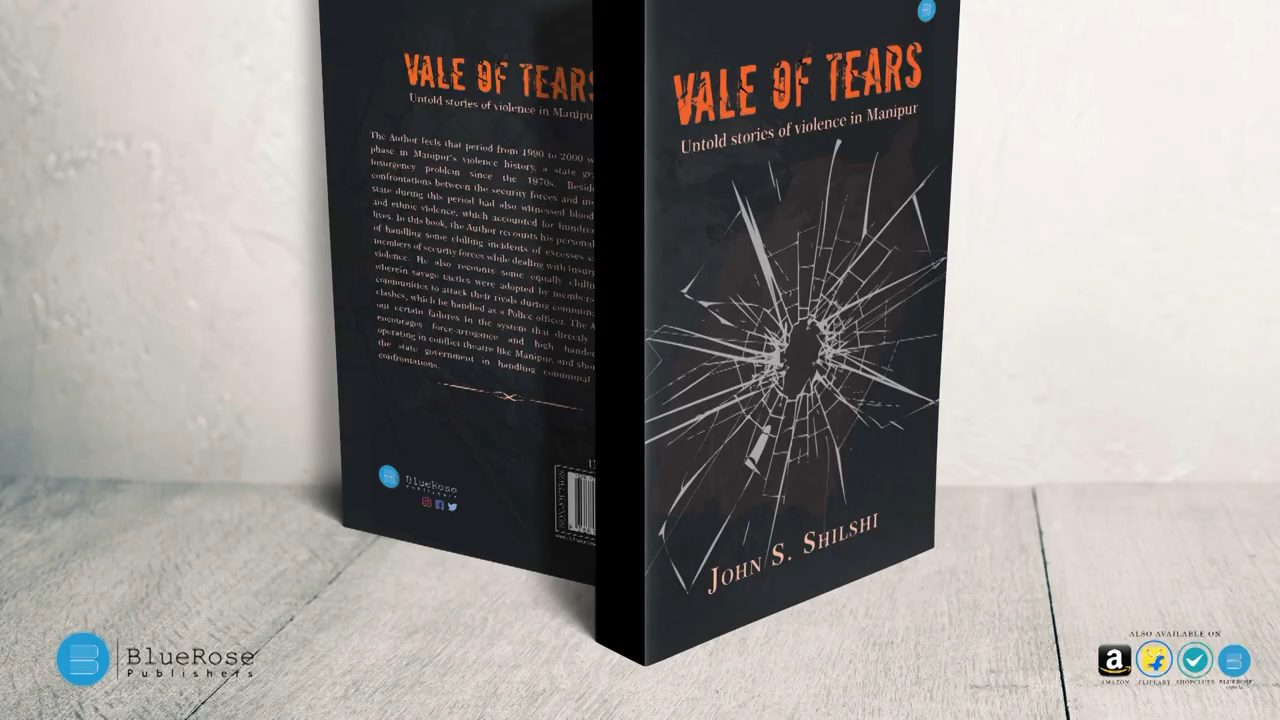 VALE OF TEARS
Untold stories of violence in Manipu
The Author feels that period from 1990 to 2000 w
phase in Manipur's violence history, a state gr
insurgency problem since the 1970s. Besid
confrontations between the security forces and in
state during this period had also witnessed blood
and ethnic violence, which accounted for hundre
lives. In this book, the Author recounts his personal
of handling some chilling incidents of excesses c
members of security forces while dealing with insurg
violence. He also recounts some equally chilli
wherein savage tactics were adopted by members
communities to attack their rivals during commun
clashes, which he handled as a Police officer. The A
out certain failures in the system that directly
encourages force-arrogance and high hande
operating in conflict theatre like Manipur, and sho
the state government in handling communal
confrontations.
BLUEROSE
Publishers
VALE OF TEARS
Untold stories of violence in Manipur
JOHN S. SHILSHI
BLUEROSE
Publishers
ALSO AVAILABLE ON
a
AMAZON FLIPKART SHOPCLUES BLUEROSE